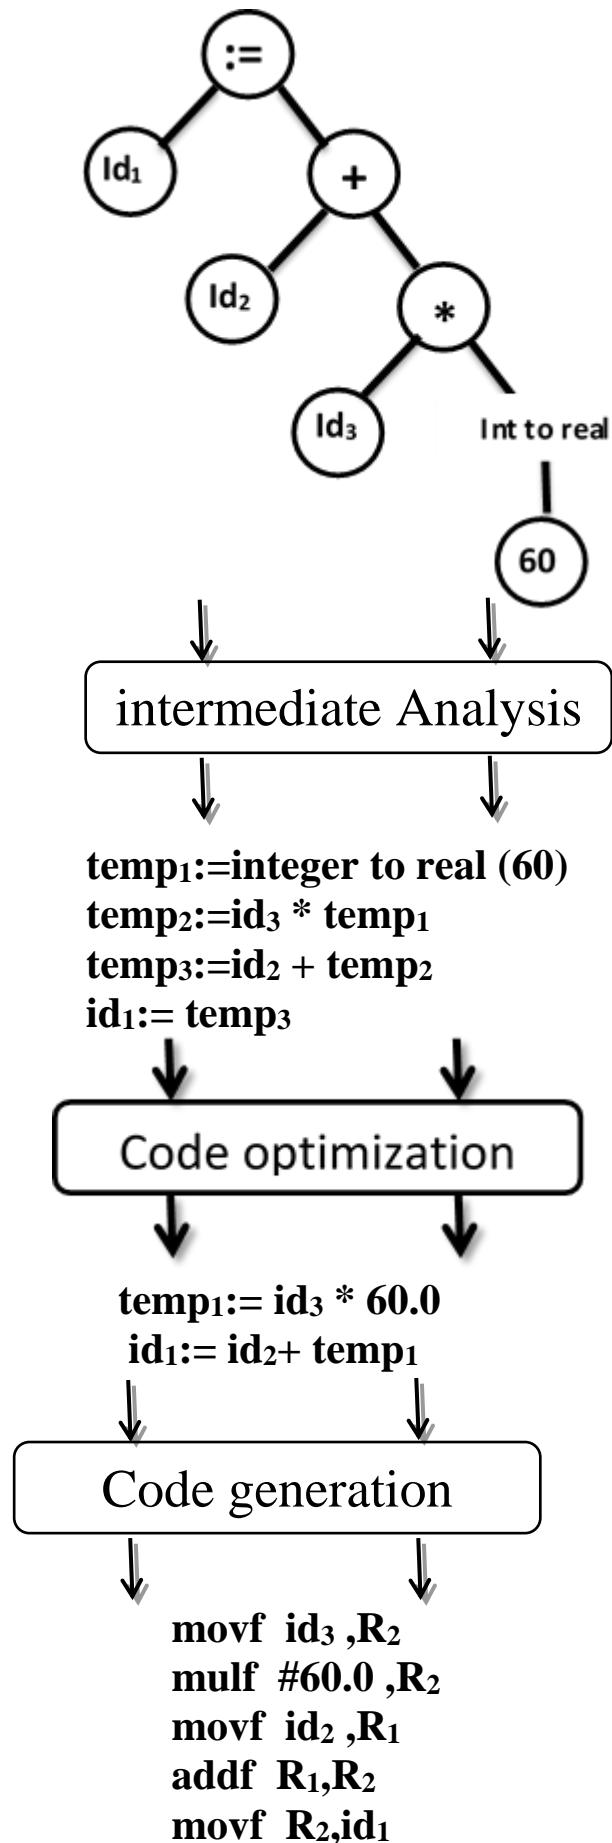 :=
Id₁
+
Id₂
*
Id₃
Int to real
60
intermediate Analysis
temp₁:=integer to real (60)
temp₂:=id₃ * temp₁
temp₃:=id₂ + temp₂
id₁:= temp₃
Code optimization
temp₁:= id₃ * 60.0
id₁:= id₂+ temp₁
Code generation
movf id₃ ,R₂
mulf #60.0 ,R₂
movf id₂ ,R₁
addf R₁,R₂
movf R₂,id₁